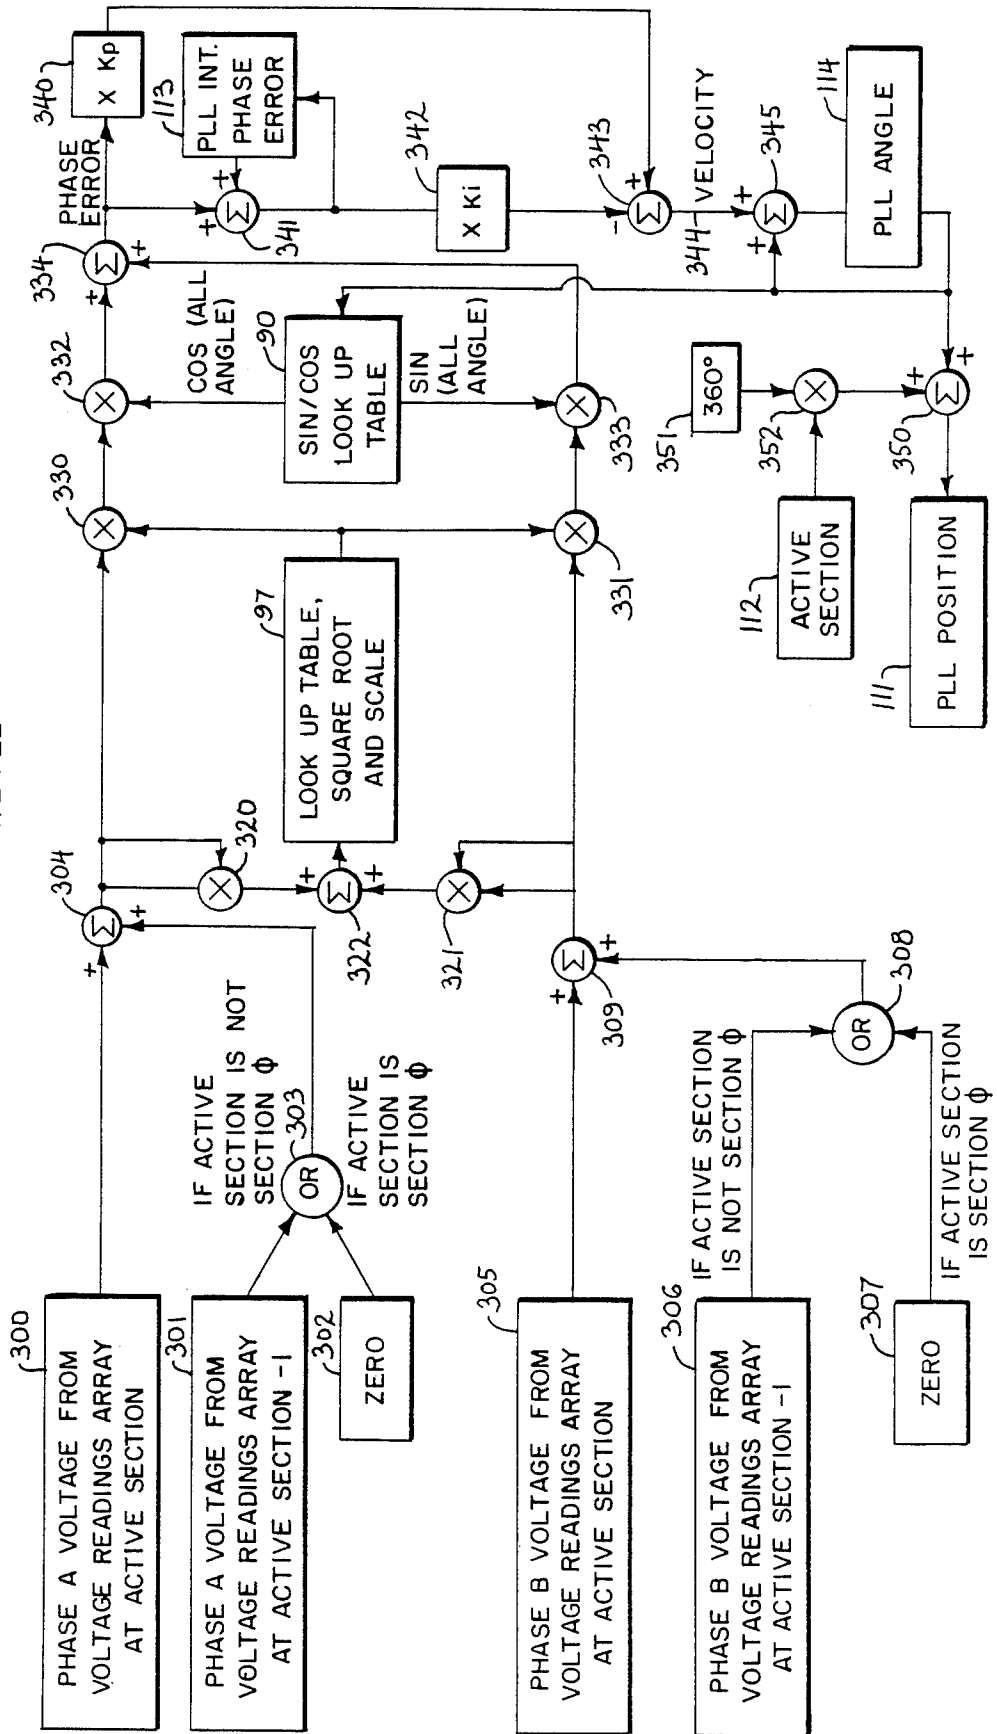 300
PHASE A VOLTAGE FROM
VOLTAGE READINGS ARRAY
AT ACTIVE SECTION
301
PHASE A VOLTAGE FROM
VOLTAGE READINGS ARRAY
AT ACTIVE SECTION -1
302
ZERO
IF ACTIVE
SECTION IS NOT
SECTION ϕ
303
OR
IF ACTIVE
SECTION IS
SECTION ϕ
304
+
Σ
+
305
PHASE B VOLTAGE FROM
VOLTAGE READINGS ARRAY
AT ACTIVE SECTION
306
PHASE B VOLTAGE FROM
VOLTAGE READINGS ARRAY
AT ACTIVE SECTION -1
307
ZERO
IF ACTIVE SECTION
IS NOT SECTION ϕ
308
OR
IF ACTIVE SECTION
IS SECTION ϕ
309
+
Σ
+
320
X
+
Σ
+
322
321
X
97
LOOK UP TABLE,
SQUARE ROOT
AND SCALE
330
X
331
X
332
X
COS (ALL
ANGLE)
90
SIN/COS
LOOK UP
TABLE
SIN
(ALL
ANGLE)
333
X
334
+
Σ
+
PHASE
ERROR
340
X Kp
113
PLL INT.
PHASE
ERROR
+
+
Σ
341
342
X Ki
-
+
Σ
343
344
VELOCITY
+
+
Σ
345
114
PLL ANGLE
351
360°
352
X
112
ACTIVE
SECTION
350
+
+
Σ
111
PLL POSITION